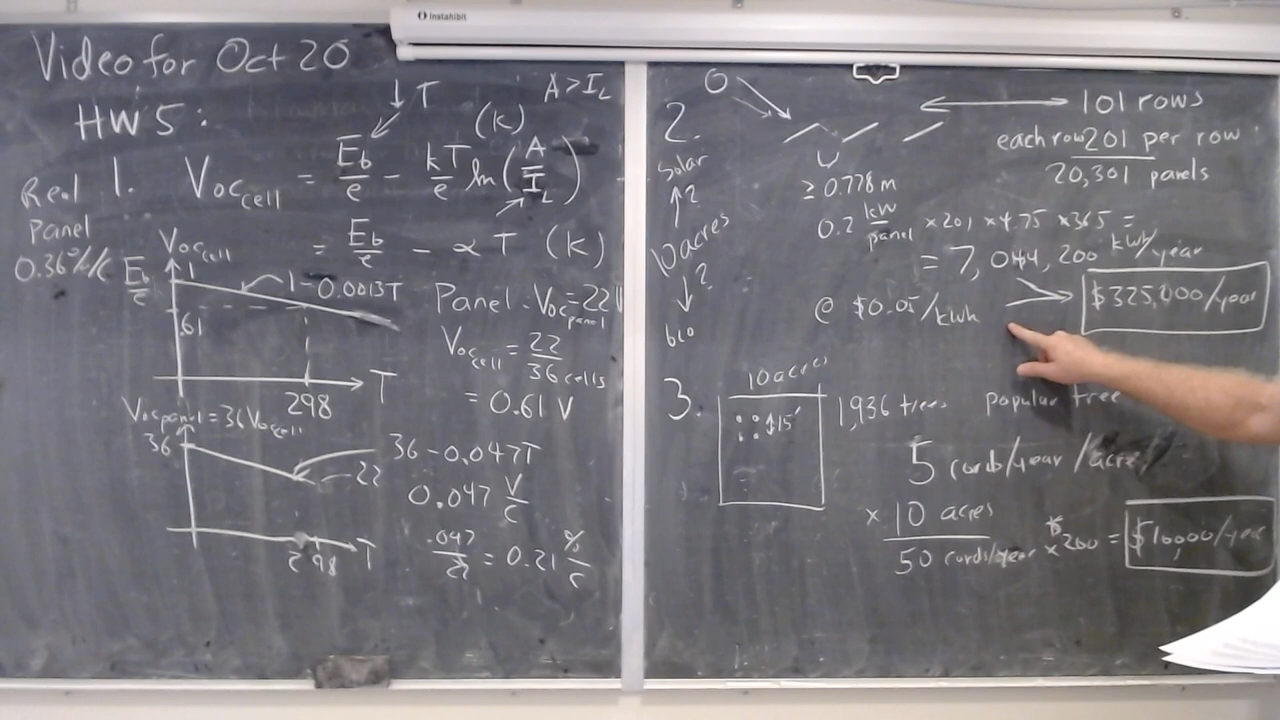 instahibit
Video for Oct 20
HW 5:
↓ T
A > I_L
(K)
Real
Panel
0.36%/C
1. Voc_cell = E_b/e - kT/e ln(A/I_L)
= E_b/e - α T (K)
Voc_cell
E_b/e
1
1 - 0.0013T
.61
298
T
Panel - Voc_panel = 22V
Voc_cell = 22/36 cells
= 0.61 V
Voc_panel = 36 Voc_cell
36
36 - 0.047T
22
298
T
0.047 V/C
.047/22 = 0.21 %/C
2.
Solar
↑ ?
10 acres
↓ ?
bio
101 rows
each row 201 per row
20,301 panels
≥ 0.778 m
0.2 kW/panel × 201 × 4.75 × 365 =
= 7,044,200 kWh/year
@ $0.05/kWh
$325,000/year
3.
10 acres
15'
1,936 trees popular tree
5 cords/year/acre
× 10 acres
50 cords/year × $200 = $10,000/year